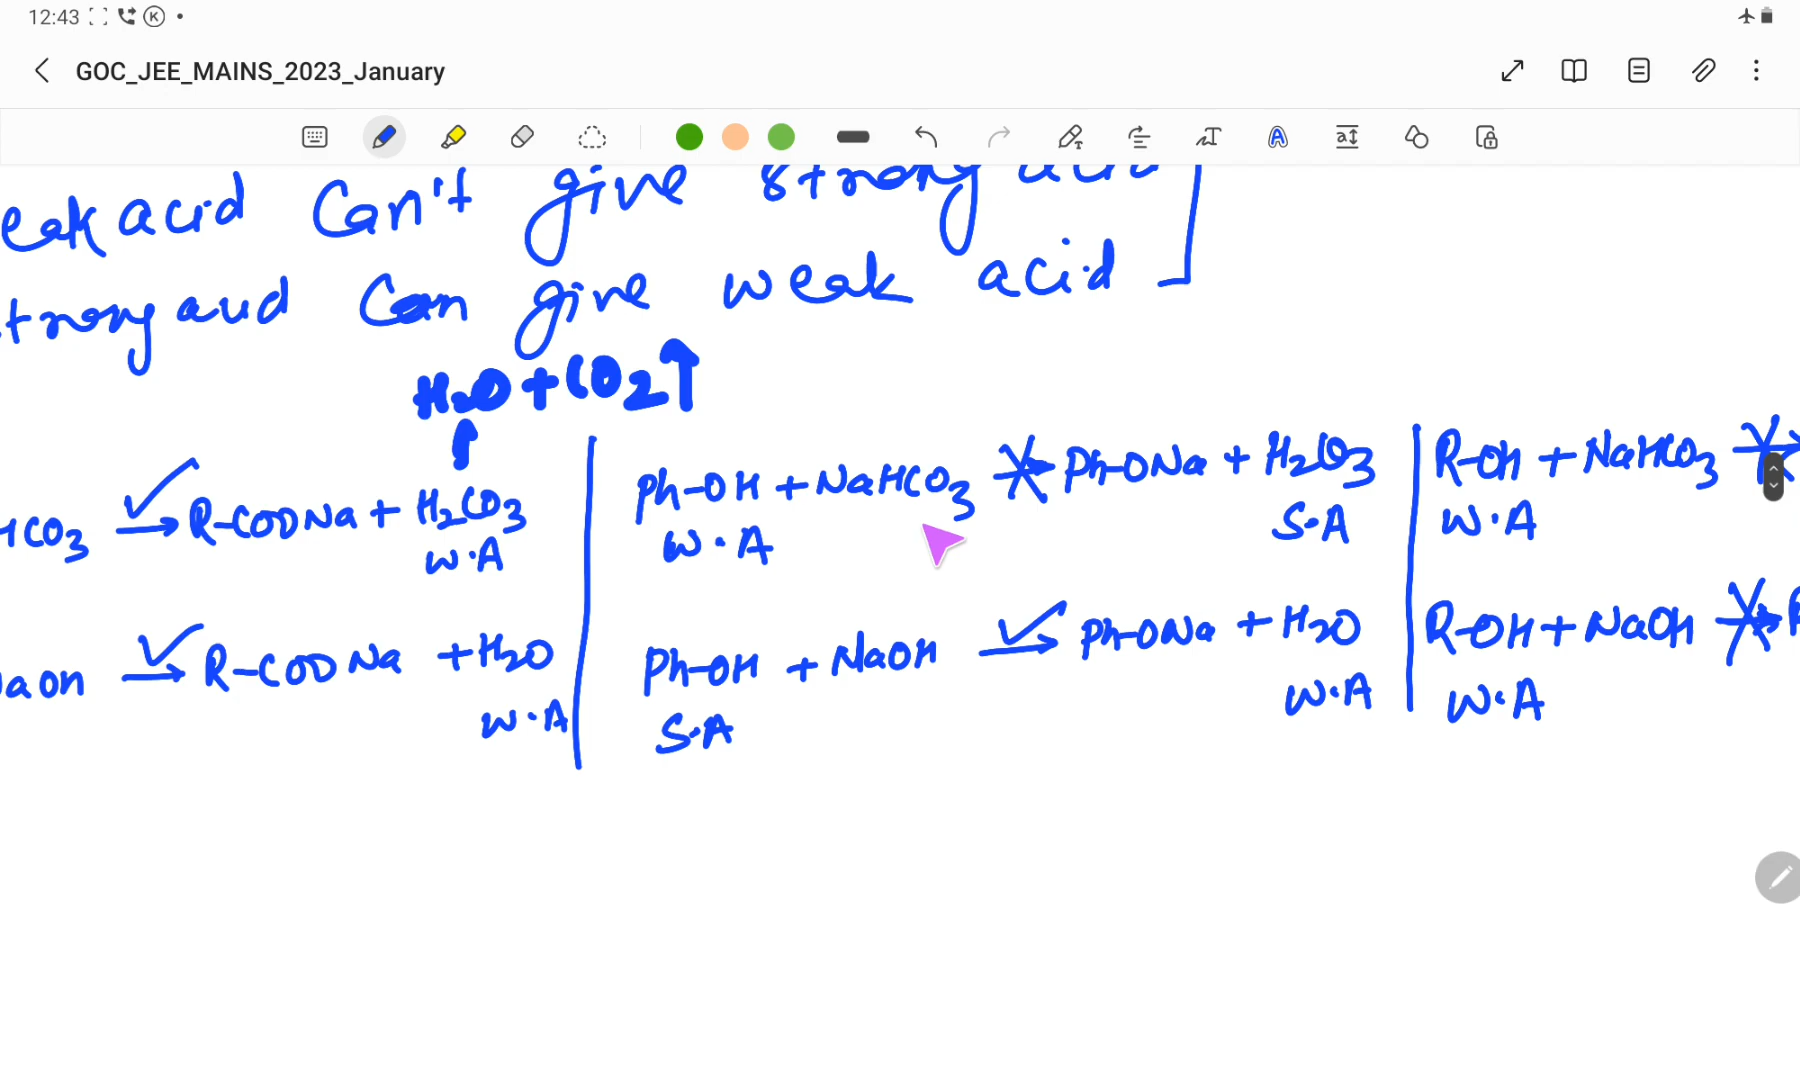 12:43
GOC_JEE_MAINS_2023_January
eak acid Can't give strong acid
trong acid Can give weak acid
H2O + CO2↑
HCO3 → R-COONa + H2CO3
W.A
Ph-OH + NaHCO3 → Ph-ONa + H2CO3
W.A S.A
R-OH + NaHCO3
W.A
aOH → R-COONa + H2O
W.A
Ph-OH + NaOH → Ph-ONa + H2O
S.A W.A
R-OH + NaOH → R
W.A